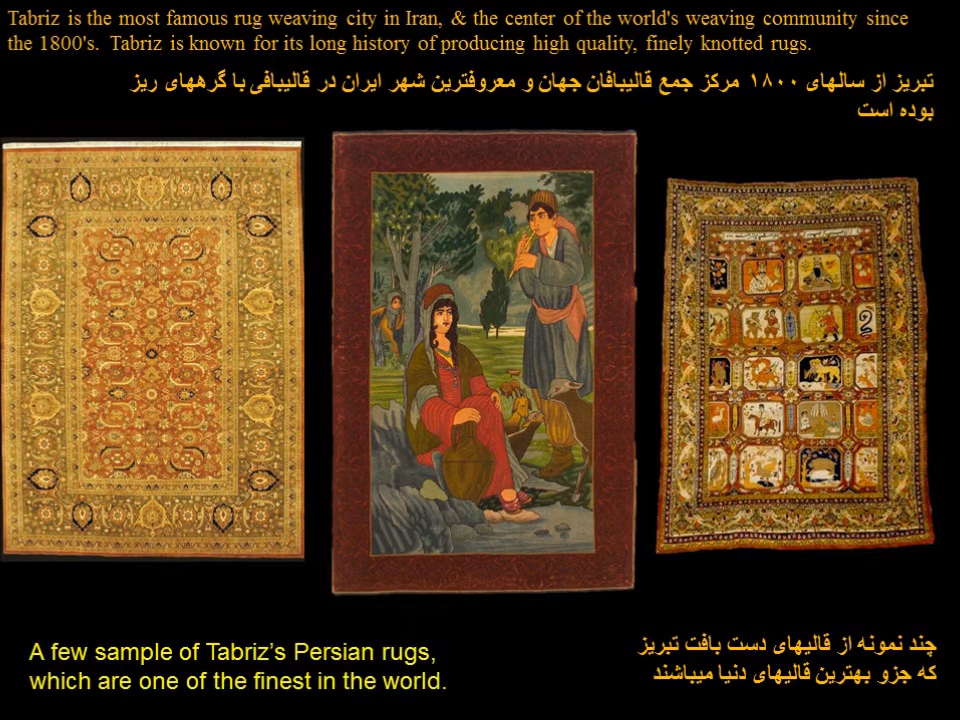 Tabriz is the most famous rug weaving city in Iran, & the center of the world's weaving community since
the 1800's.  Tabriz is known for its long history of producing high quality, finely knotted rugs.
تبریز از سالهای ۱۸۰۰ مرکز جمع قالیبافان جهان و معروفترین شهر ایران در قالیبافی با گرههای ریز
بوده است
A few sample of Tabriz’s Persian rugs,
which are one of the finest in the world.
چند نمونه از قالیهای دست بافت تبریز
که جزو بهترین قالیهای دنیا میباشند